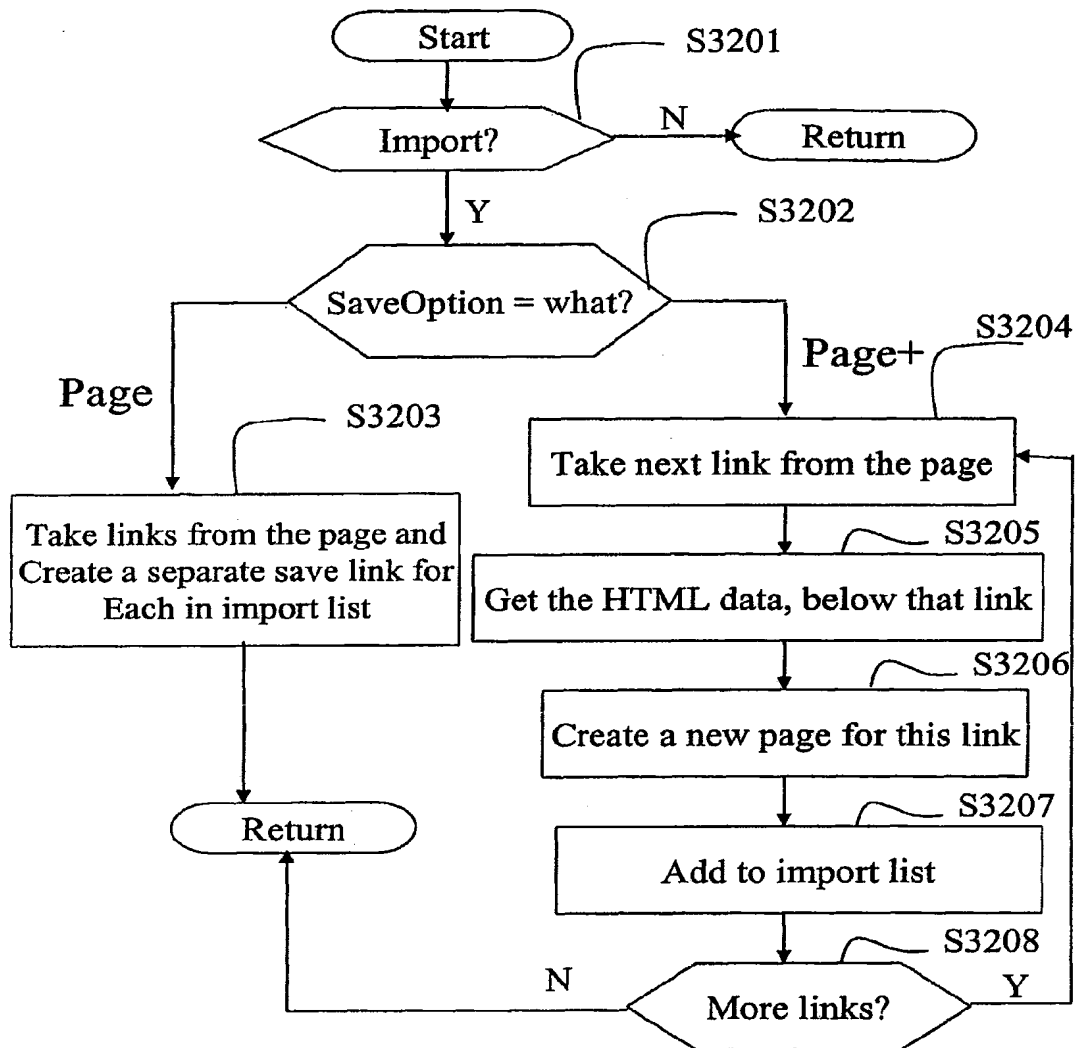 Start
S3201
Import?
N
Return
Y
S3202
SaveOption = what?
S3204
Page+
Page
S3203
Take next link from the page
Take links from the page and
Create a separate save link for
Each in import list
S3205
Get the HTML data, below that link
S3206
Create a new page for this link
S3207
Return
Add to import list
S3208
N
Y
More links?